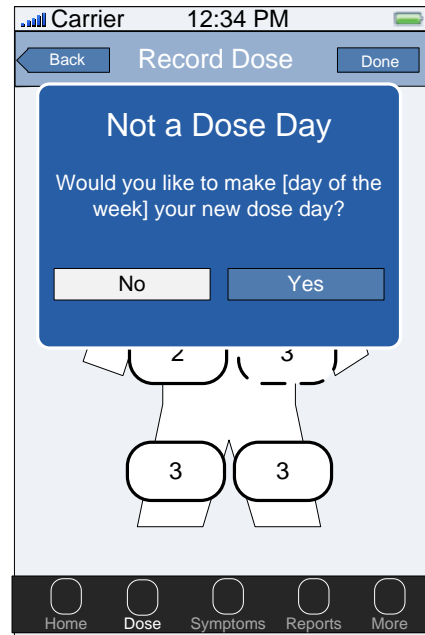 Carrier 12:34 PM
Back Record Dose Done
Not a Dose Day
Would you like to make [day of the
week] your new dose day?
No Yes
2 3
3 3
Home Dose Symptoms Reports More